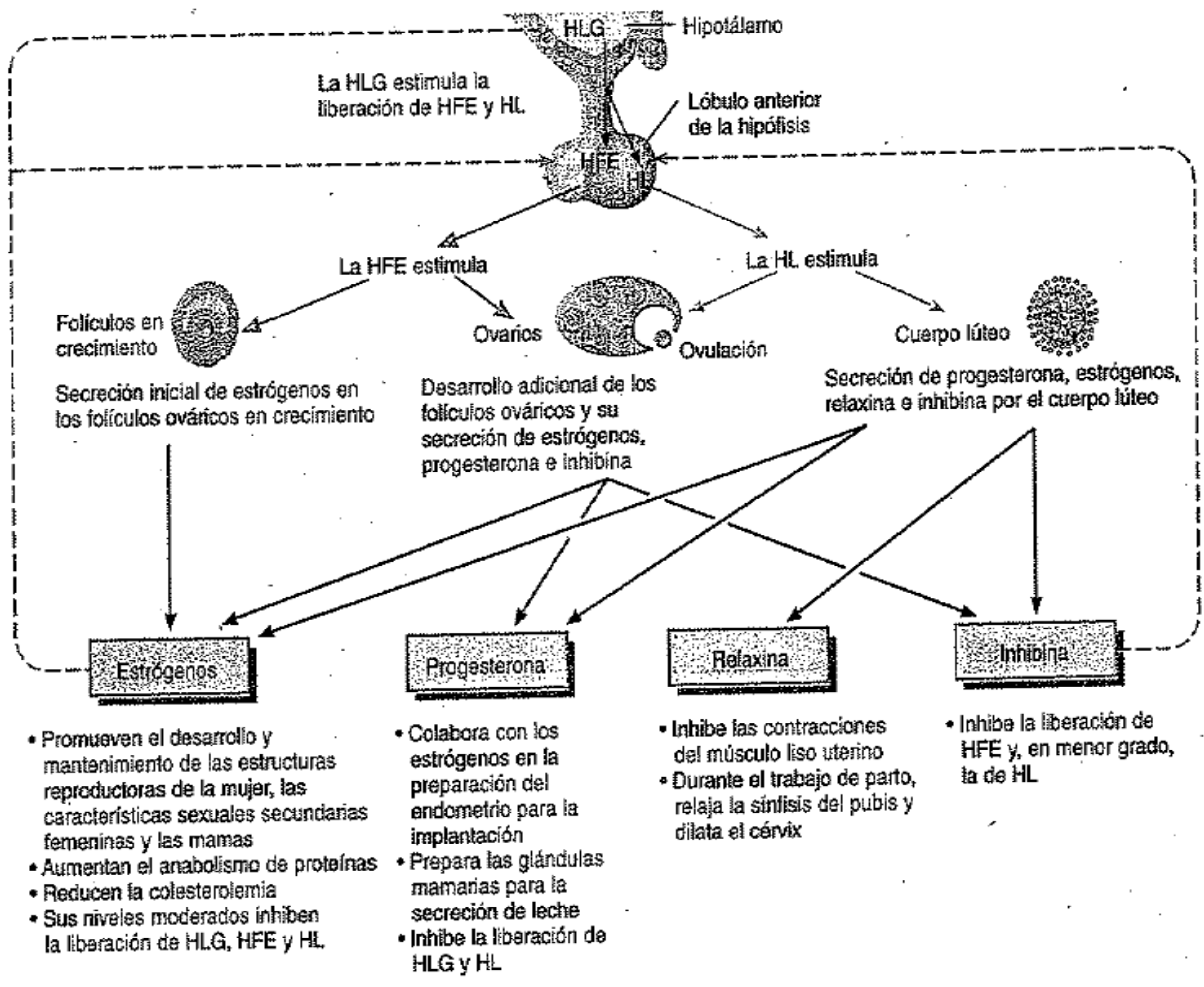 HLG
Hipotálamo
La HLG estimula la
liberación de HFE y HL
Lóbulo anterior
de la hipófisis
HFE
HL
La HFE estimula
La HL estimula
Folículos en
crecimiento
Ovarios
Ovulación
Cuerpo lúteo
Secreción inicial de estrógenos en
los folículos ováricos en crecimiento
Desarrollo adicional de los
folículos ováricos y su
secreción de estrógenos,
progesterona e inhibina
Secreción de progesterona, estrógenos,
relaxina e inhibina por el cuerpo lúteo
Estrógenos
Progesterona
Relaxina
Inhibina
• Promueven el desarrollo y
mantenimiento de las estructuras
reproductoras de la mujer, las
características sexuales secundarias
femeninas y las mamas
• Aumentan el anabolismo de proteínas
• Reducen la colesterolemia
• Sus niveles moderados inhiben
la liberación de HLG, HFE y HL
• Colabora con los
estrógenos en la
preparación del
endometrio para la
implantación
• Prepara las glándulas
mamarias para la
secreción de leche
• Inhibe la liberación de
HLG y HL
• Inhibe las contracciones
del músculo liso uterino
• Durante el trabajo de parto,
relaja la sínfisis del pubis y
dilata el cérvix
• Inhibe la liberación de
HFE y, en menor grado,
la de HL